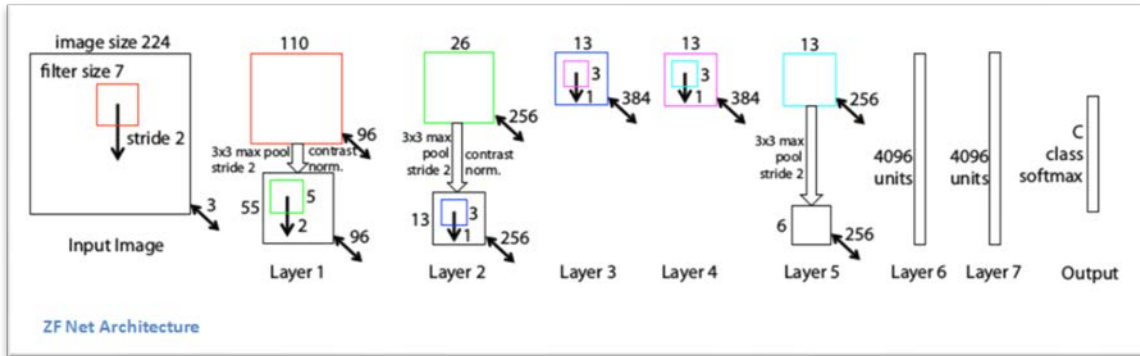 image size 224
filter size 7
stride 2
3
Input Image
110
96
3x3 max pool
stride 2
contrast
norm.
55
5
2
96
Layer 1
26
256
3x3 max
pool
stride 2
contrast
norm.
13
3
1
256
Layer 2
13
3
1
384
Layer 3
13
3
1
384
Layer 4
13
256
3x3 max
pool
stride 2
6
256
Layer 5
4096
units
Layer 6
4096
units
Layer 7
C
class
softmax
Output
ZF Net Architecture